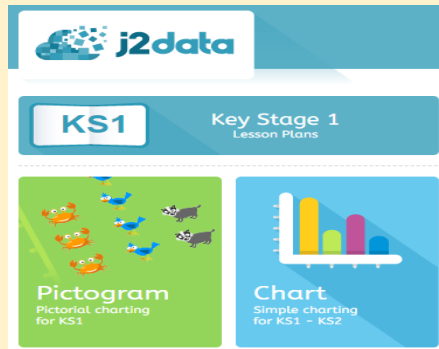 j2data
KS1
Key Stage 1
Lesson Plans
Pictogram
Pictorial charting
for KS1
Chart
Simple charting
for KS1 - KS2